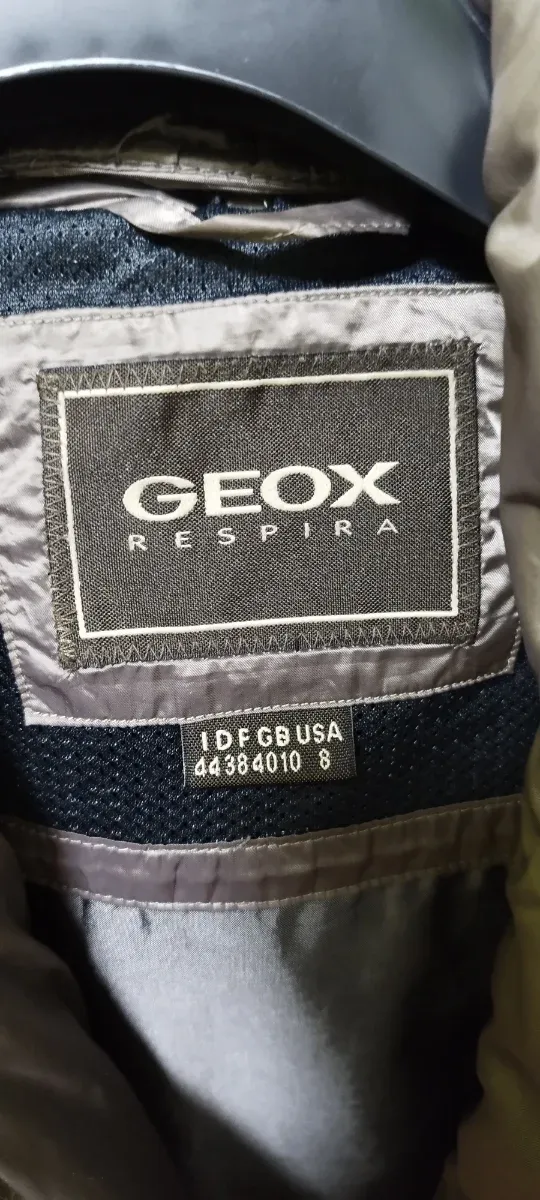 GEOX
RESPIRA
I D F GB USA
44 38 40 10 8